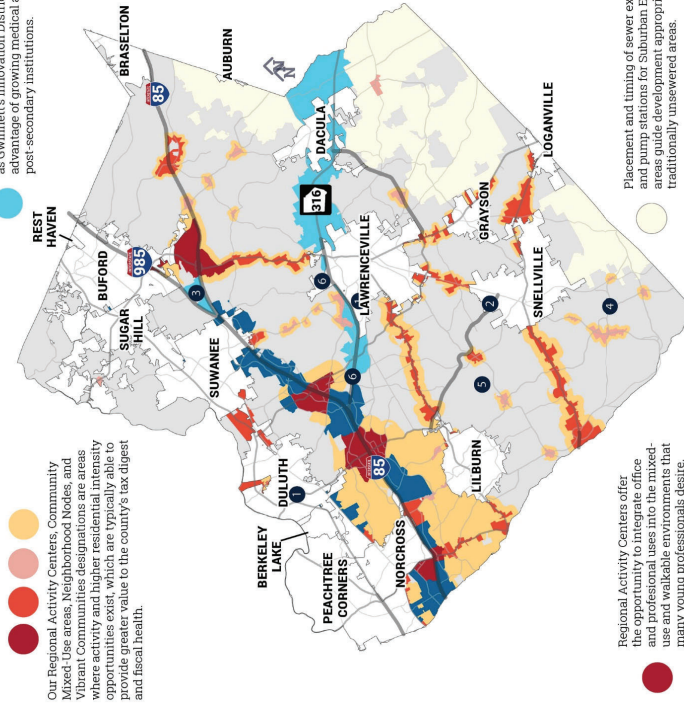 as Gwinnett's Innovation Distri
advantage of growing medical a
post-secondary institutions.
Our Regional Activity Centers, Community
Mixed-Use areas, Neighborhood Nodes, and
Vibrant Communities designations are areas
where activity and higher residential intensity
opportunities exist, which are typically able to
provide greater value to the county's tax digest
and fiscal health.
REST
HAVEN
BUFORD
SUGAR
HILL
BRASELTON
85
985
AUBURN
N
3
SUWANEE
DULUTH
1
BERKELEY
LAKE
PEACHTREE
CORNERS
NORCROSS
85
6
6
316
DACULA
LAWRENCEVILLE
LILBURN
5
2
GRAYSON
SNELLVILLE
LOGANVILLE
4
Regional Activity Centers offer
the opportunity to integrate office
and profesional uses into the mixed-
use and walkable environments that
many young professionals desire.
Placement and timing of sewer ex
and pump stations for Suburban E
areas guide development appropri
traditionally unsewered areas.